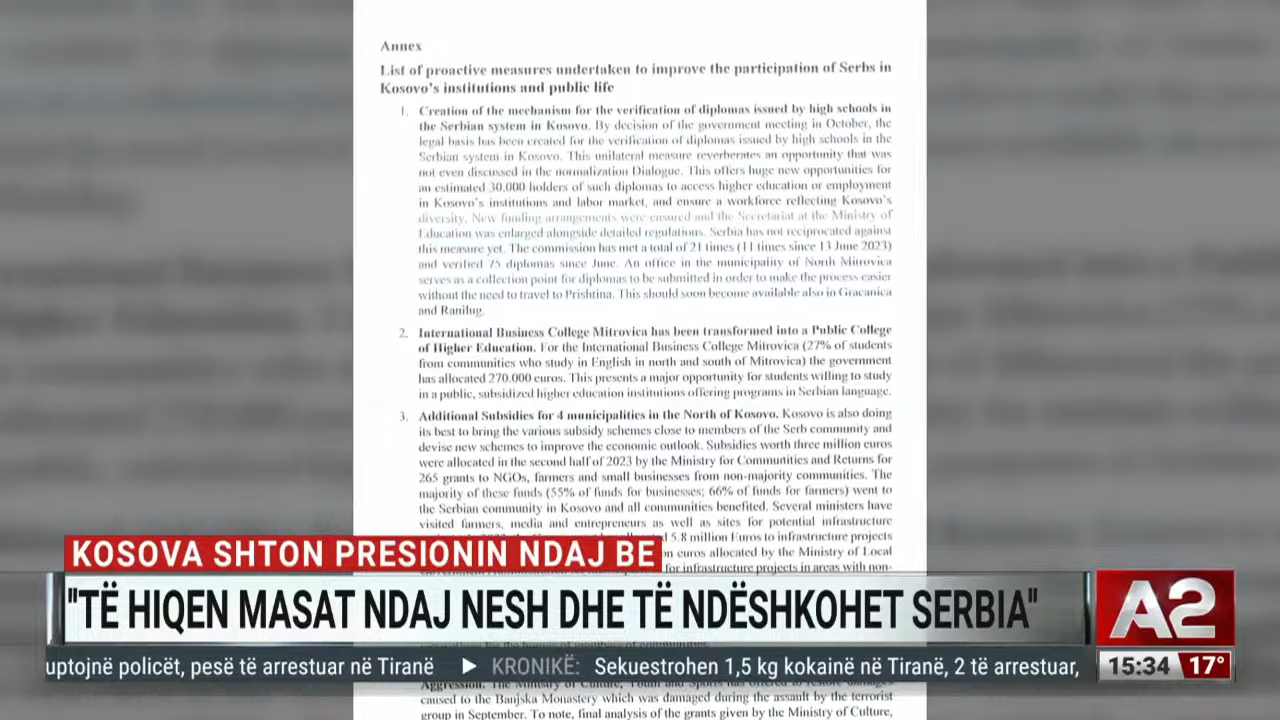 Annex
List of proactive measures undertaken to improve the participation of Serbs in
Kosovo's institutions and public life
1. Creation of the mechanism for the verification of diplomas issued by high schools in
the Serbian system in Kosovo. By decision of the government meeting in October, the
legal basis has been created for the verification of diplomas issued by high schools in the
Serbian system in Kosovo. This unilateral measure reverberates an opportunity that was
not even discussed in the normalization Dialogue. This offers huge new opportunities for
an estimated 30,000 holders of such diplomas to access higher education or employment
in Kosovo's institutions and labor market, and ensure a workforce reflecting Kosovo's
diversity. New funding arrangements were ensured and the Secretariat at the Ministry of
Education was enlarged alongside detailed regulations. Serbia has not reciprocated against
this measure yet. The commission has met a total of 21 times (11 times since 13 June 2023)
and verified 75 diplomas since June. An office in the municipality of North Mitrovica
serves as a collection point for diplomas to be submitted in order to make the process easier
without the need to travel to Prishtina. This should soon become available also in Gracanica
and Ranilug.
2. International Business College Mitrovica has been transformed into a Public College
of Higher Education. For the International Business College Mitrovica (27% of students
from communities who study in English in north and south of Mitrovica) the government
has allocated 270,000 euros. This presents a major opportunity for students willing to study
in a public, subsidized higher education institutions offering programs in Serbian language.
3. Additional Subsidies for 4 municipalities in the North of Kosovo. Kosovo is also doing
its best to bring the various subsidy schemes close to members of the Serb community and
devise new schemes to improve the economic outlook. Subsidies worth three million euros
were allocated in the second half of 2023 by the Ministry for Communities and Returns for
265 grants to NGOs, farmers and small businesses from non-majority communities. The
majority of these funds (55% of funds for businesses; 66% of funds for farmers) went to
the Serbian community in Kosovo and all communities benefited. Several ministers have
visited farmers, media and entrepreneurs as well as sites for potential infrastructure
5.8 million Euros to infrastructure projects
euros allocated by the Ministry of Local
for infrastructure projects in areas with non-
KOSOVA SHTON PRESIONIN NDAJ BE
"TË HIQEN MASAT NDAJ NESH DHE TË NDËSHKOHET SERBIA"
A2
uptojnë policët, pesë të arrestuar në Tiranë ▶ KRONIKË: Sekuestrohen 1,5 kg kokainë në Tiranë, 2 të arrestuar,
15:34 17°
Aggression. The Ministry of Culture,
caused to the Banjska Monastery which was damaged during the assault by the terrorist
group in September. To note, final analysis of the grants given by the Ministry of Culture,